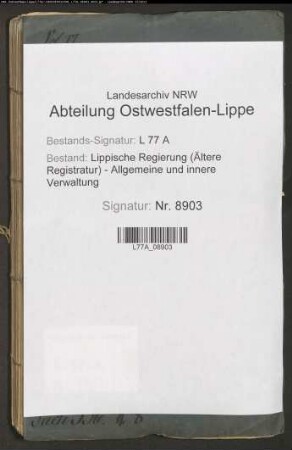 Landesarchiv NRW
Abteilung Ostwestfalen-Lippe
Bestands-Signatur: L 77 A
Bestand: Lippische Regierung (Ältere
Registratur) - Allgemeine und innere
Verwaltung
Signatur: Nr. 8903
L77A_08903